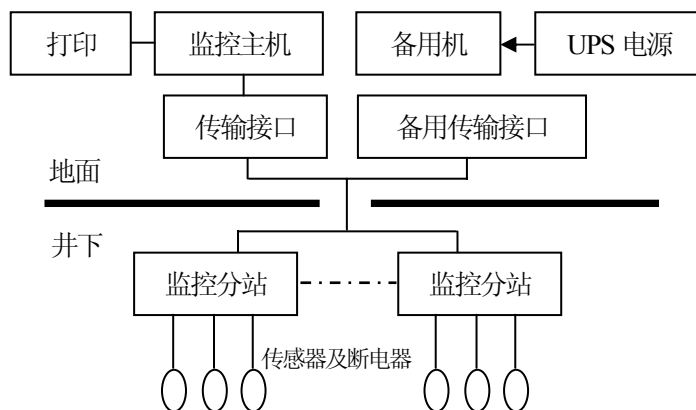 打印
监控主机
备用机
UPS 电源
传输接口
备用传输接口
地面
井下
监控分站
监控分站
传感器及断电器